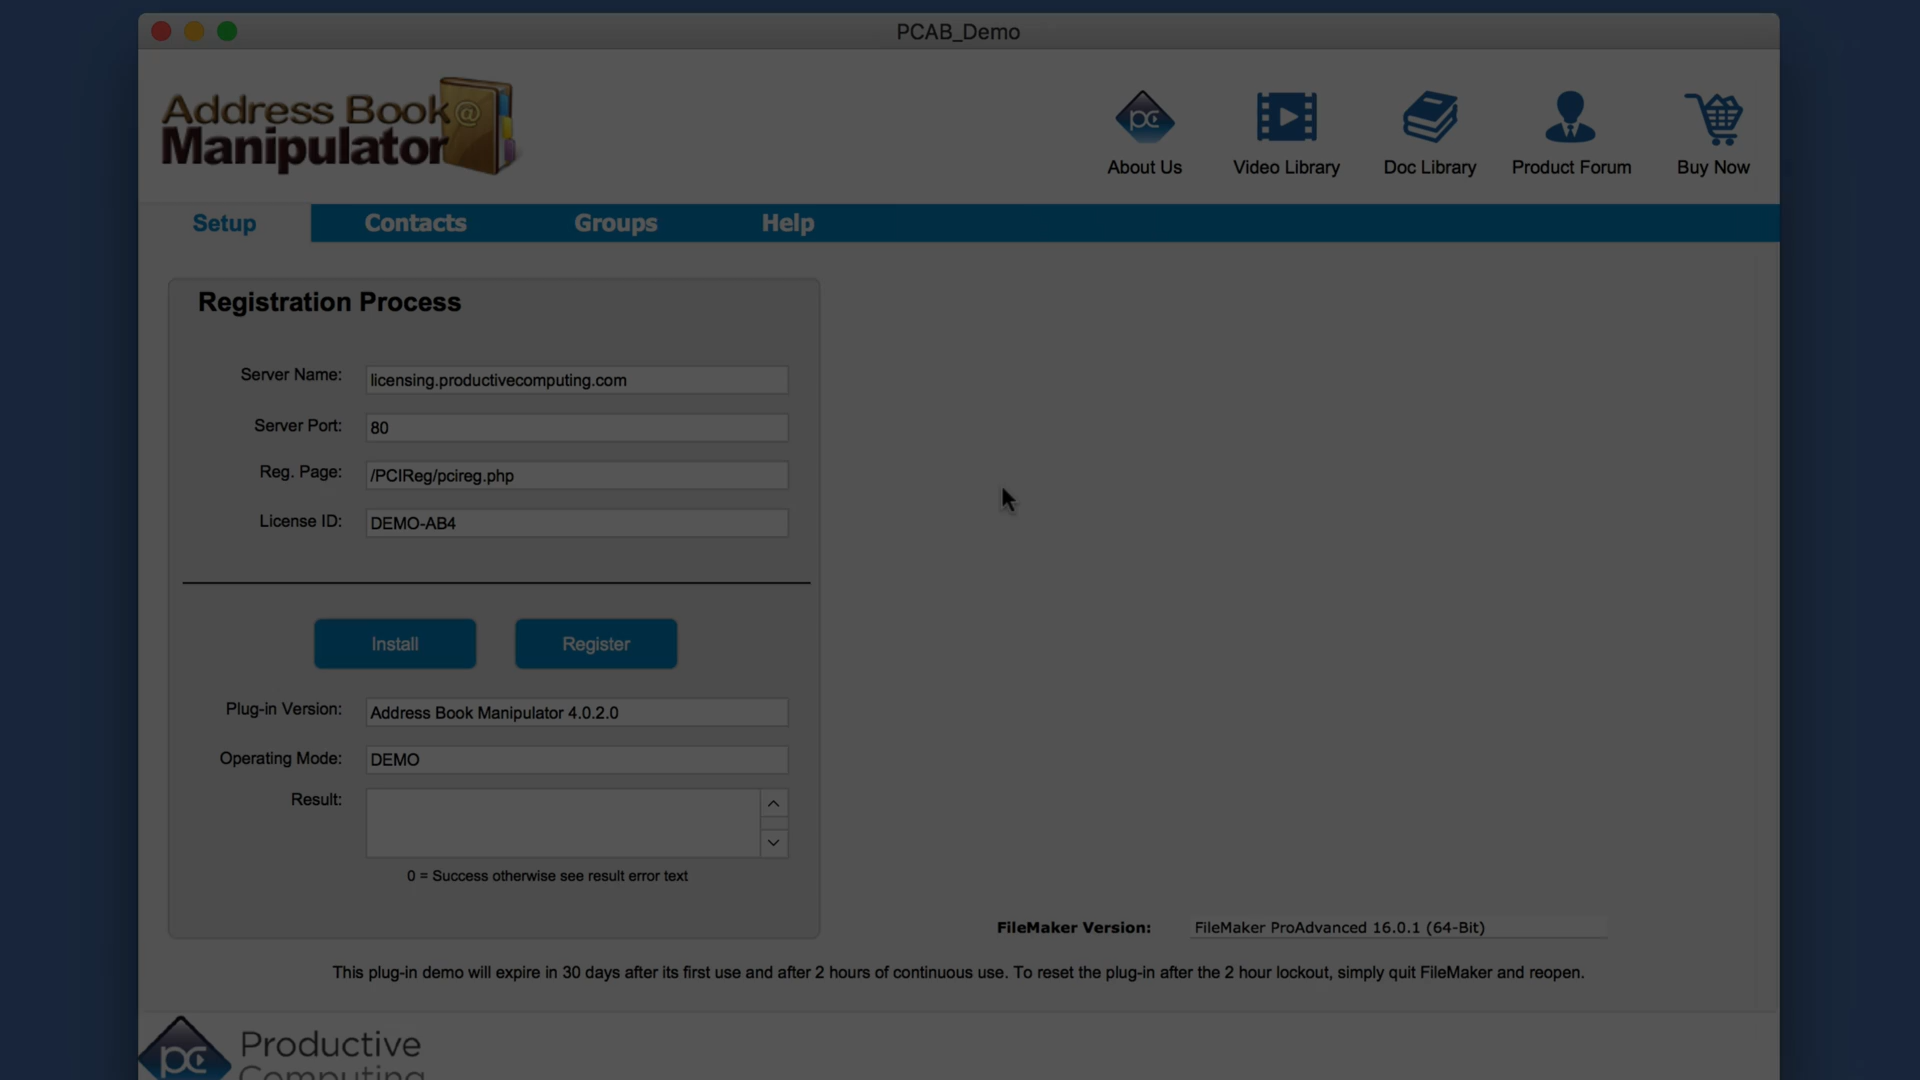 PCAB_Demo
Address Book
Manipulator
About Us
Video Library
Doc Library
Product Forum
Buy Now
Setup
Contacts
Groups
Help
Registration Process
Server Name:
licensing.productivecomputing.com
Server Port:
80
Reg. Page:
/PCIReg/pcireg.php
License ID:
DEMO-AB4
Install
Register
Plug-in Version:
Address Book Manipulator 4.0.2.0
Operating Mode:
DEMO
Result:
0 = Success otherwise see result error text
FileMaker Version:
FileMaker ProAdvanced 16.0.1 (64-Bit)
This plug-in demo will expire in 30 days after its first use and after 2 hours of continuous use. To reset the plug-in after the 2 hour lockout, simply quit FileMaker and reopen.
pc
Productive
Computing